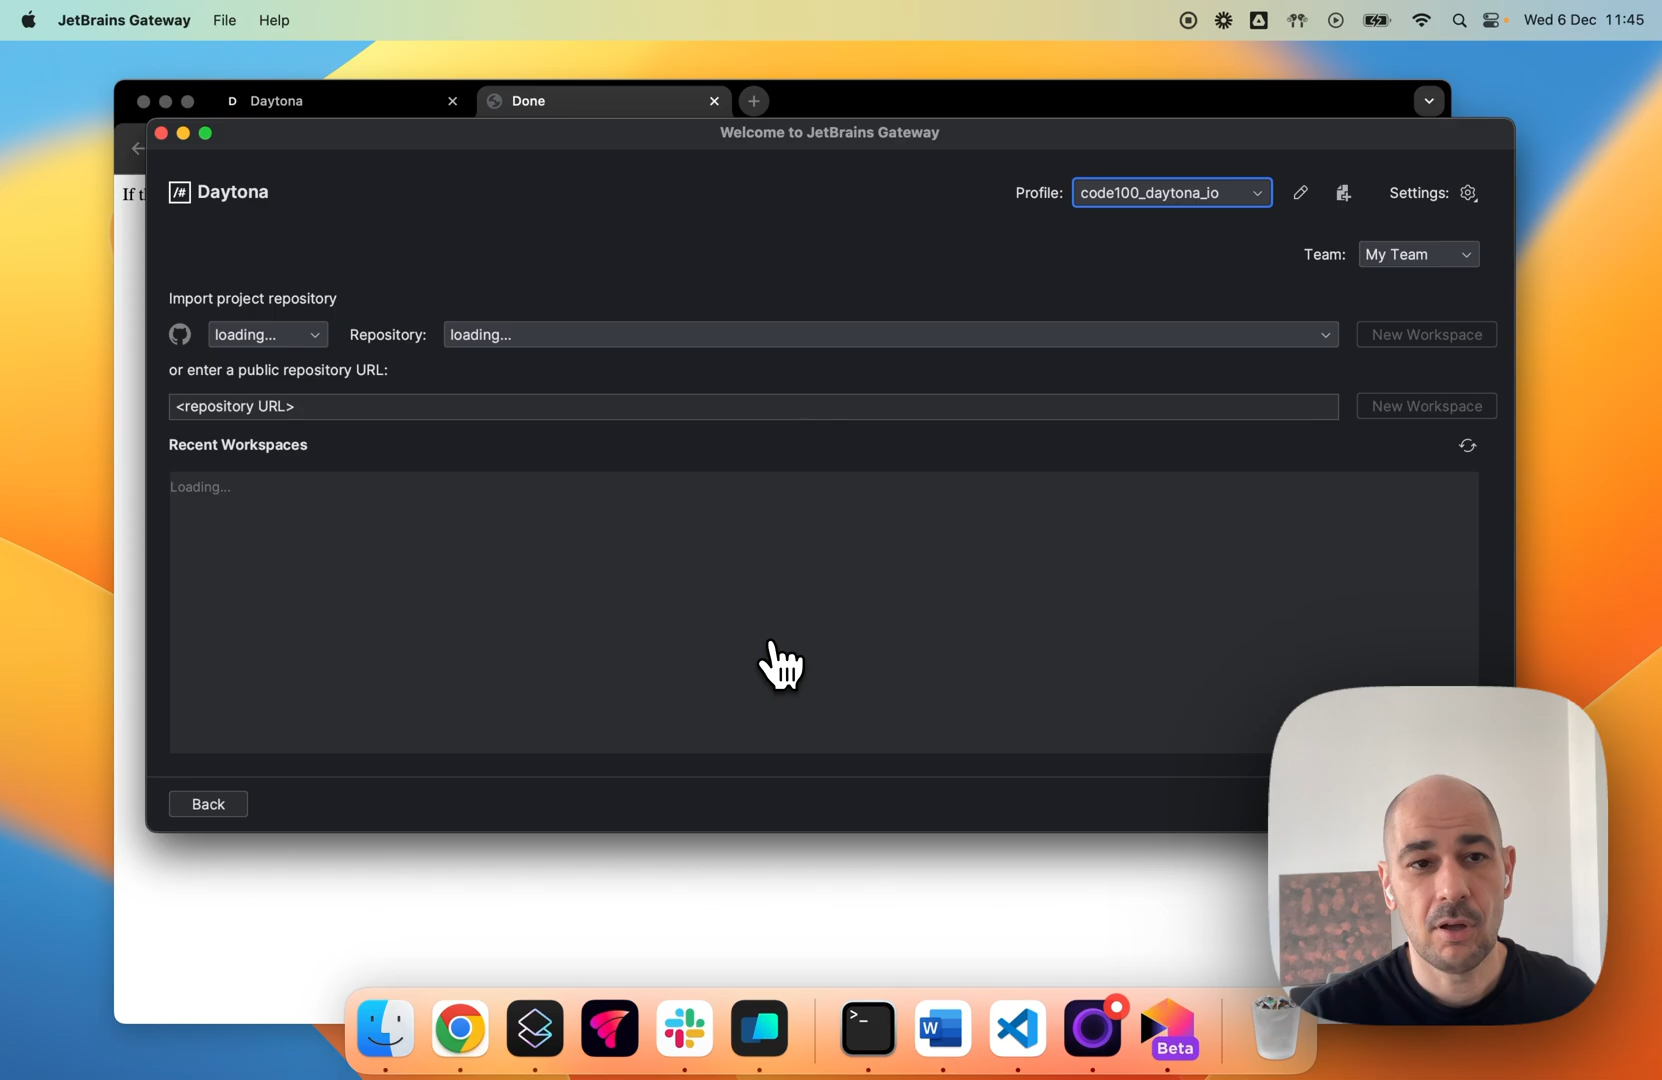 JetBrains Gateway File Help Wed 6 Dec 11:45
D Daytona Done
Welcome to JetBrains Gateway
If t
/# Daytona Profile: code100_daytona_io Settings:
Team: My Team
Import project repository
loading... Repository: loading... New Workspace
or enter a public repository URL:
<repository URL> New Workspace
Recent Workspaces
Loading...
Back
>_ W Beta